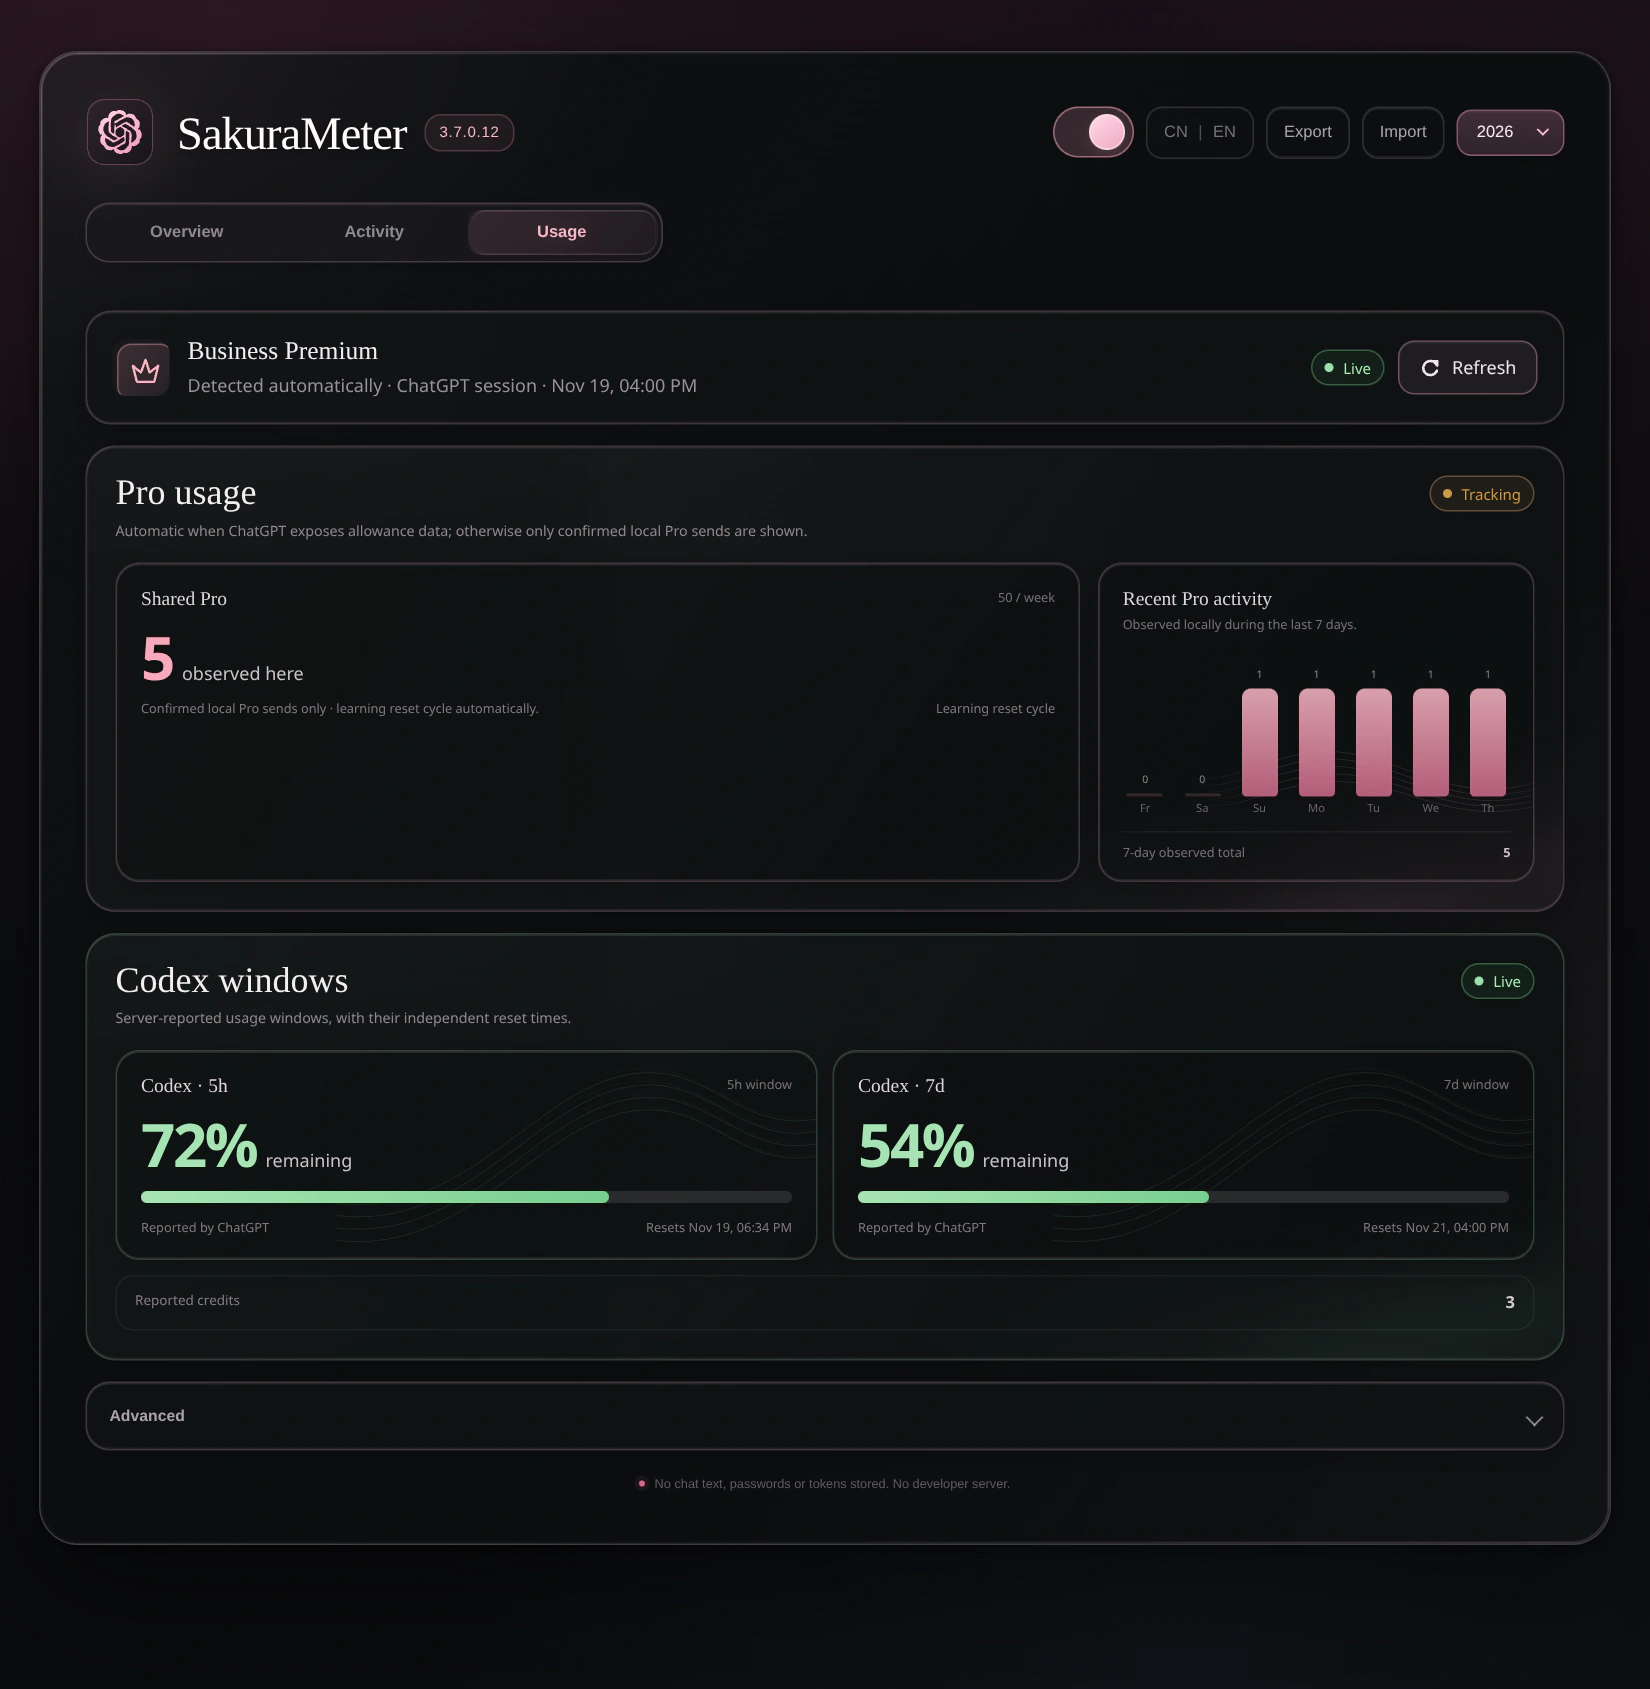 SakuraMeter 3.7.0.12
CN | EN Export Import 2026
Overview Activity Usage
Business Premium
Detected automatically · ChatGPT session · Nov 19, 04:00 PM
Live Refresh
Pro usage
Tracking
Automatic when ChatGPT exposes allowance data; otherwise only confirmed local Pro sends are shown.
Shared Pro 50 / week
5 observed here
Confirmed local Pro sends only · learning reset cycle automatically. Learning reset cycle
Recent Pro activity
Observed locally during the last 7 days.
0 0 1 1 1 1 1
Fr Sa Su Mo Tu We Th
7-day observed total 5
Codex windows
Live
Server-reported usage windows, with their independent reset times.
Codex · 5h 5h window
72% remaining
Reported by ChatGPT Resets Nov 19, 06:34 PM
Codex · 7d 7d window
54% remaining
Reported by ChatGPT Resets Nov 21, 04:00 PM
Reported credits 3
Advanced
No chat text, passwords or tokens stored. No developer server.